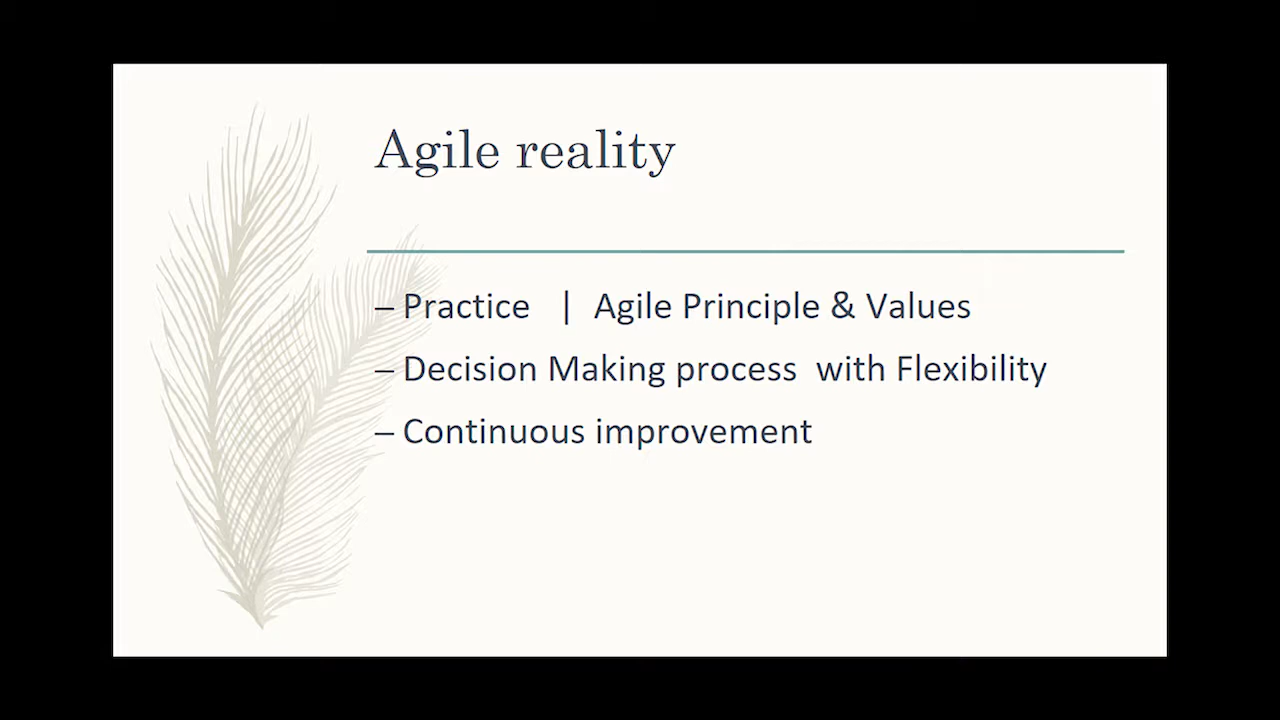 Agile reality
– Practice | Agile Principle & Values
– Decision Making process with Flexibility
– Continuous improvement